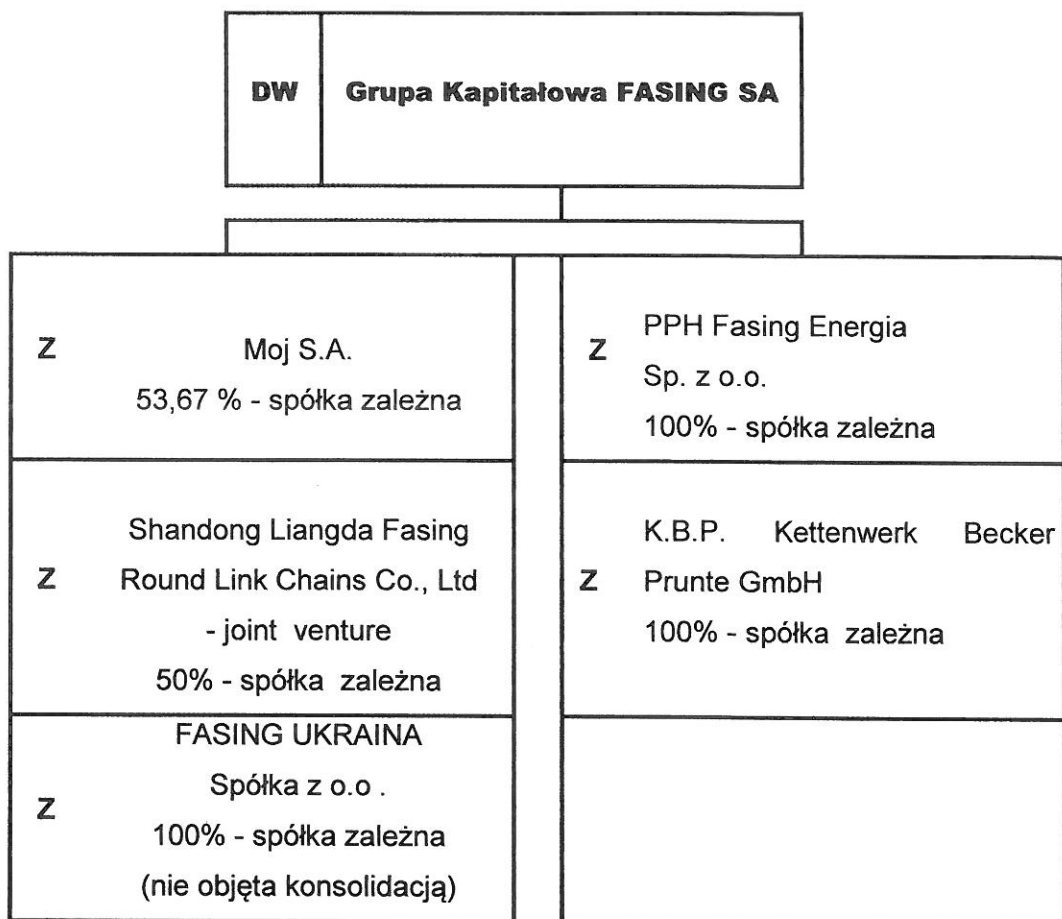 DW
Grupa Kapitałowa FASING SA
Z
Moj S.A.
53,67 % - spółka zależna
Z
PPH Fasing Energia
Sp. z o.o.
100% - spółka zależna
Z
Shandong Liangda Fasing
Round Link Chains Co., Ltd
- joint venture
50% - spółka zależna
Z
K.B.P. Kettenwerk Becker
Prunte GmbH
100% - spółka zależna
Z
FASING UKRAINA
Spółka z o.o .
100% - spółka zależna
(nie objęta konsolidacją)